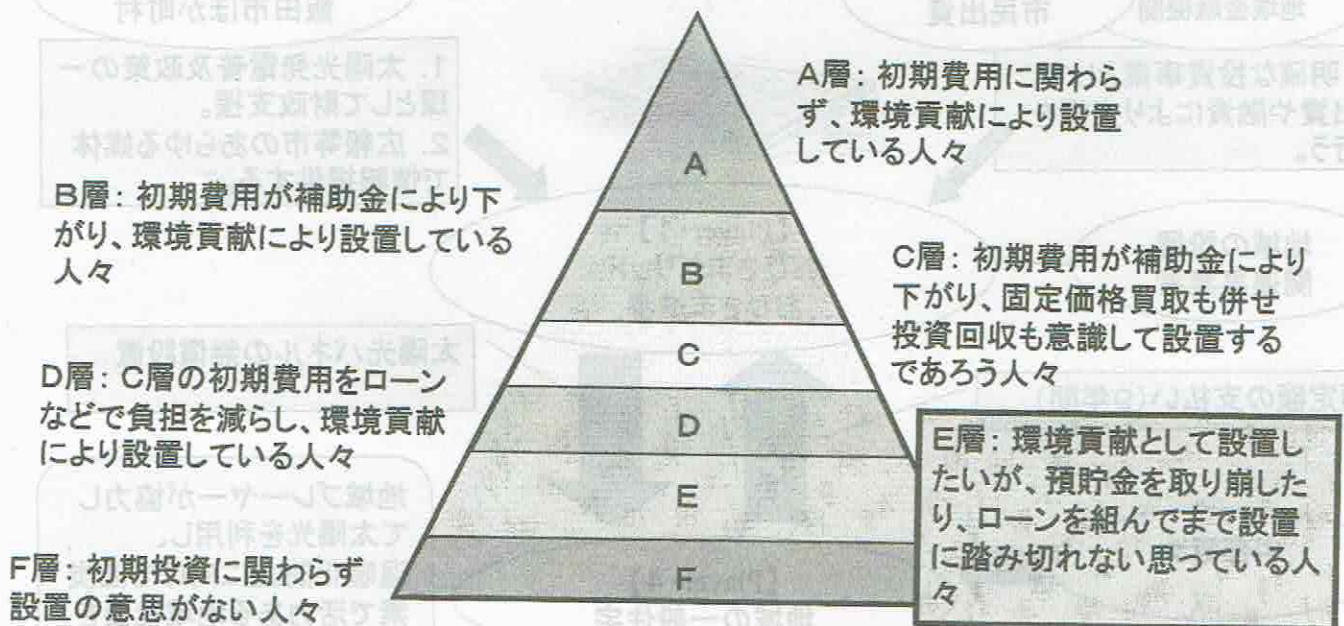 A層：初期費用に関わら
ず、環境貢献により設置
している人々
B層：初期費用が補助金により下
がり、環境貢献により設置している
人々
C層：初期費用が補助金により
下がり、固定価格買取も併せ
投資回収も意識して設置する
であろう人々
D層：C層の初期費用をローン
などで負担を減らし、環境貢献
により設置している人々
E層：環境貢献として設置し
たいが、預貯金を取り崩した
り、ローンを組んでまで設置
に踏み切れない思っている人
々
F層：初期投資に関わらず
設置の意思がない人々
A
B
C
D
E
F